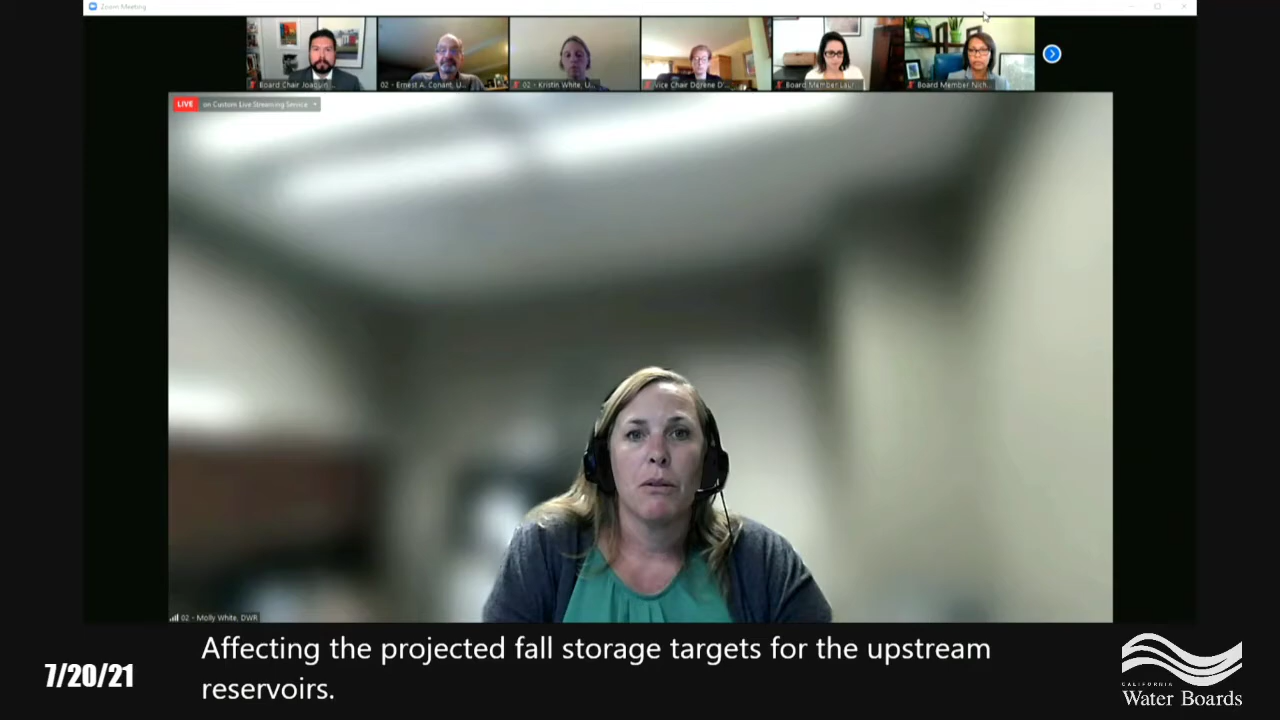 Zoom Meeting
Board Chair Joaquin
02 - Ernest A. Conant, U...
02 - Kristin White, U...
Vice Chair Dorene D'...
Board Member Laur...
Board Member Nich...
LIVE on Custom Live Streaming Service
02 - Molly White, DWR
Affecting the projected fall storage targets for the upstream
reservoirs.
7/20/21
CALIFORNIA
Water Boards